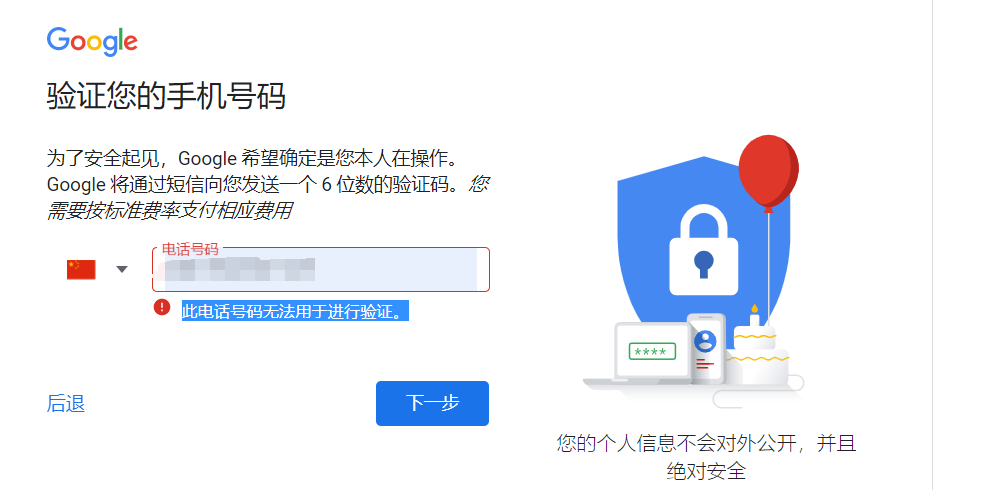 Google
验证您的手机号码
为了安全起见，Google 希望确定是您本人在操作。
Google 将通过短信向您发送一个 6 位数的验证码。您
需要按标准费率支付相应费用
电话号码
此电话号码无法用于进行验证。
后退
下一步
****
您的个人信息不会对外公开，并且
绝对安全